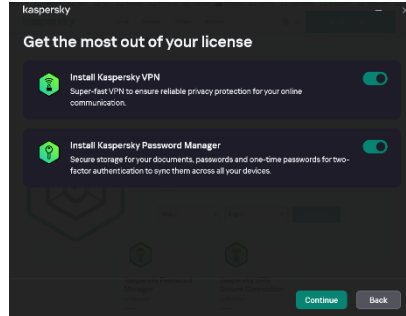 kaspersky
Get the most out of your license
Install Kaspersky VPN
Super-fast VPN to ensure reliable privacy protection for your online
communication.
Install Kaspersky Password Manager
Secure storage for your documents, passwords and one-time passwords for two-
factor authentication to sync them across all your devices.
Continue
Back